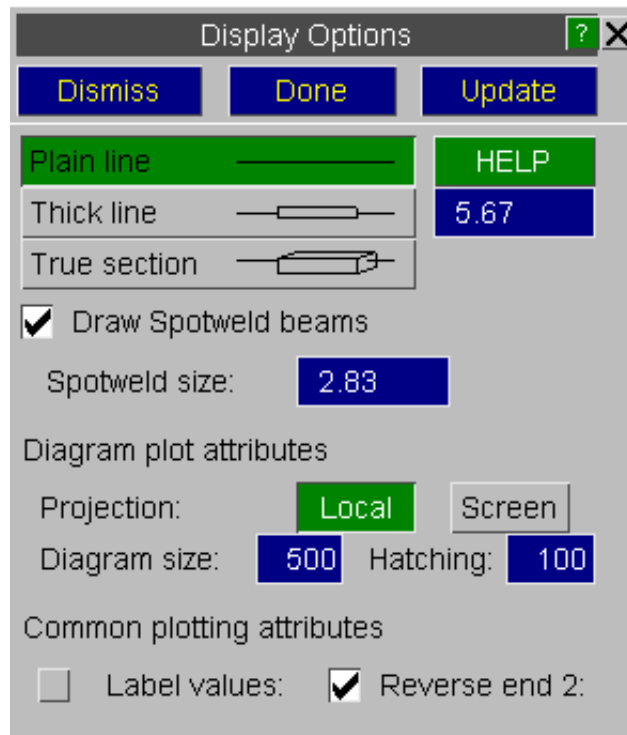 Display Options ?
Dismiss Done Update
Plain line HELP
Thick line 5.67
True section
Draw Spotweld beams
Spotweld size: 2.83
Diagram plot attributes
Projection: Local Screen
Diagram size: 500 Hatching: 100
Common plotting attributes
Label values: Reverse end 2: